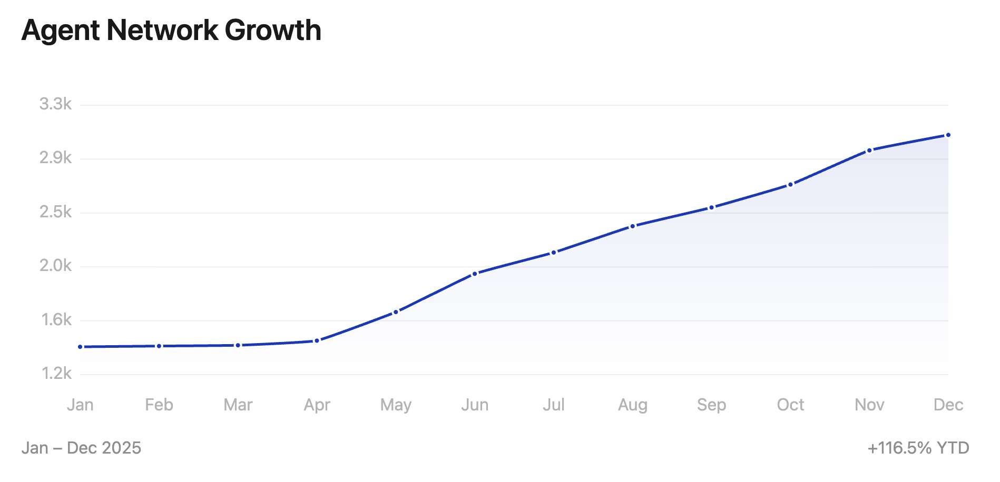 Agent Network Growth
3.3k
2.9k
2.5k
2.0k
1.6k
1.2k
Jan Feb Mar Apr May Jun Jul Aug Sep Oct Nov Dec
Jan – Dec 2025 +116.5% YTD